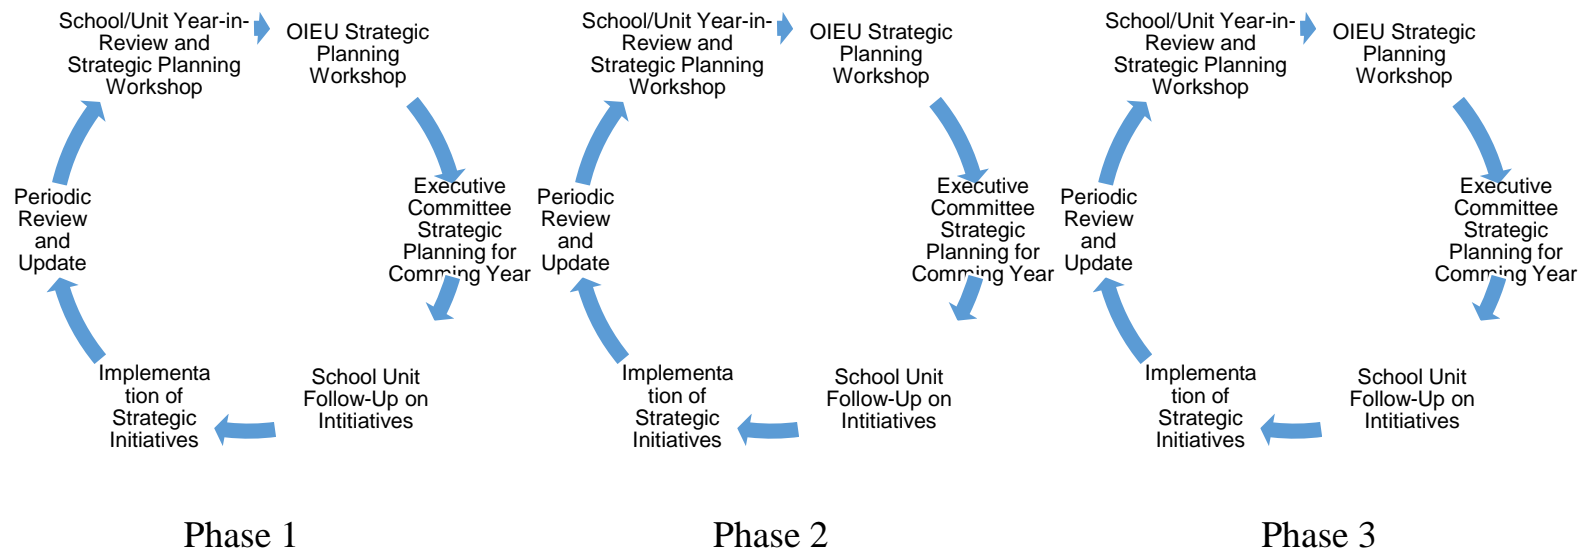 School/Unit Year-in-
Review and
Strategic Planning
Workshop
OIEU Strategic
Planning
Workshop
Executive
Committee
Strategic
Planning for
Comming Year
School Unit
Follow-Up on
Intitiatives
Implementa
tion of
Strategic
Initiatives
Periodic
Review
and
Update
Phase 1
School/Unit Year-in-
Review and
Strategic Planning
Workshop
OIEU Strategic
Planning
Workshop
Executive
Committee
Strategic
Planning for
Comming Year
School Unit
Follow-Up on
Intitiatives
Implementa
tion of
Strategic
Initiatives
Periodic
Review
and
Update
Phase 2
School/Unit Year-in-
Review and
Strategic Planning
Workshop
OIEU Strategic
Planning
Workshop
Executive
Committee
Strategic
Planning for
Comming Year
School Unit
Follow-Up on
Intitiatives
Implementa
tion of
Strategic
Initiatives
Periodic
Review
and
Update
Phase 3